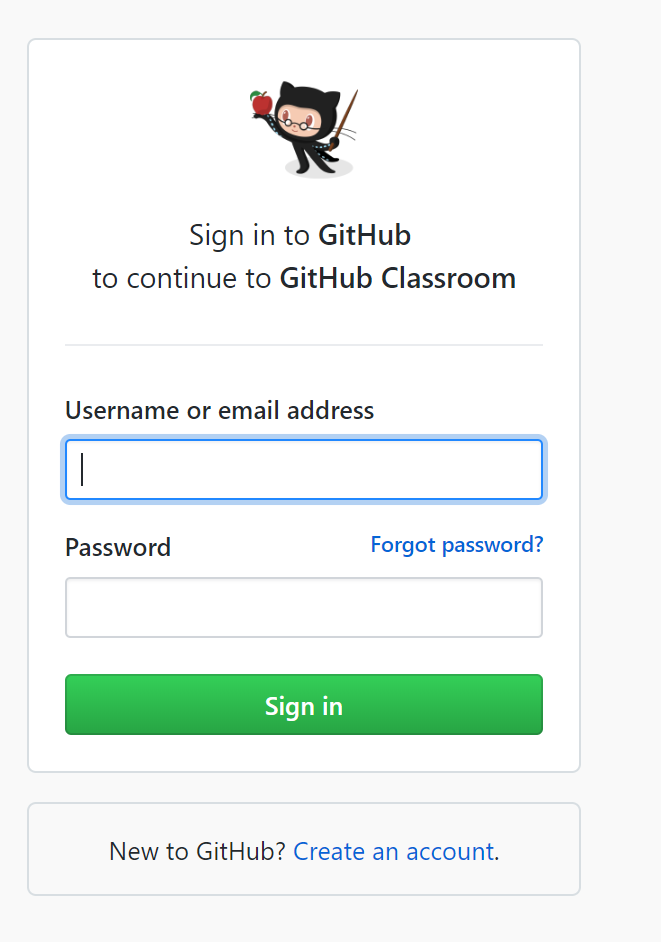 Sign in to GitHub
to continue to GitHub Classroom
Username or email address
Password Forgot password?
Sign in
New to GitHub? Create an account.